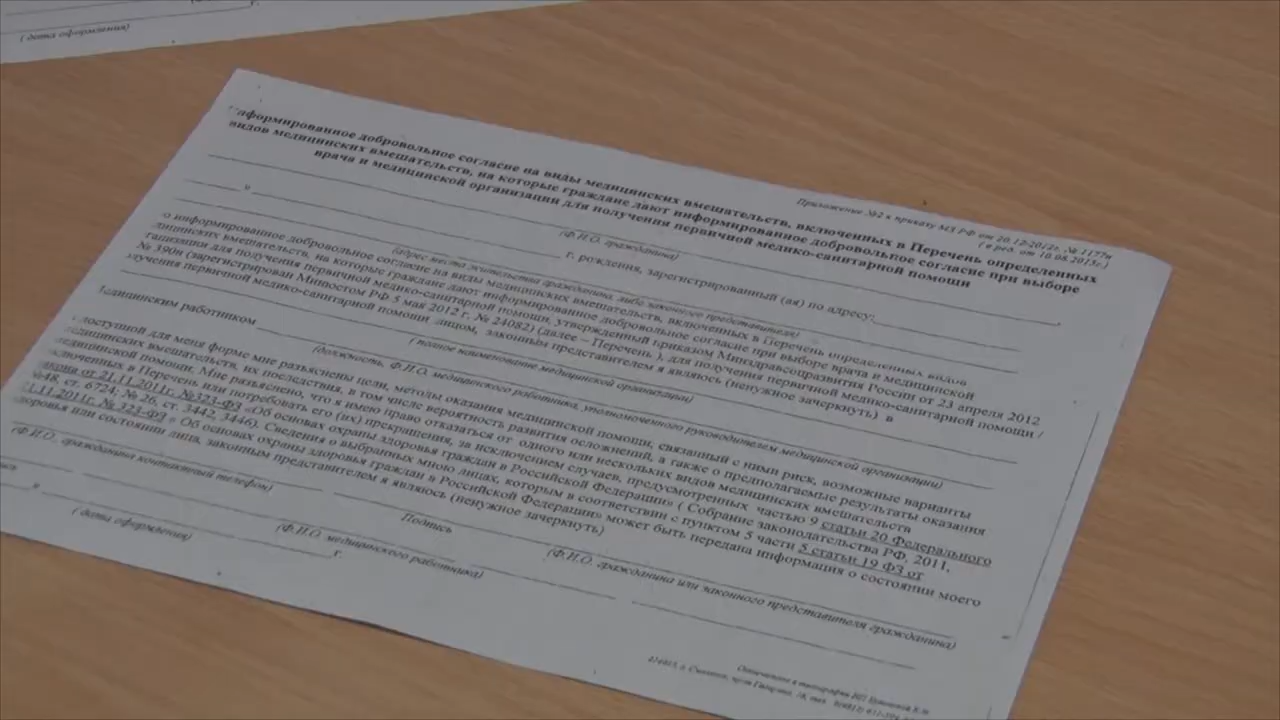 ( дата оформления)
г.
Приложение №2 к приказу МЗ РФ от 20.12-2012г. № 1177н
( в ред. от 10.08.2015г.)
нформированное добровольное согласие на виды медицинских вмешательств, включенных в Перечень определенных
видов медицинских вмешательств, на которые граждане дают информированное добровольное согласие при выборе
врача и медицинской организации для получения первичной медико-санитарной помощи
(Ф.И.О. гражданина)
"
г. рождения, зарегистрированный (ая) по адресу:
(адрес места жительства гражданина, либо законного представителя)
о информированное добровольное согласие на виды медицинских вмешательств, включенных в Перечень определенных видов
дицинских вмешательств, на которые граждане дают информированное добровольное согласие при выборе врача и медицинской
ганизации для получения первичной медико-санитарной помощи, утвержденный приказом Минздравсоцразвития России от 23 апреля 2012
№ 390н (зарегистрирован Минюстом РФ 5 мая 2012 г. № 24082) (далее – Перечень ), для получения первичной медико-санитарной помощи /
лучения первичной медико-санитарной помощи лицом, законным представителем я являюсь (ненужное зачеркнуть) в
( полное наименование медицинской организации)
едицинским работником
(должность, Ф.И.О. медицинского работника, уполномоченного руководителем медицинской организации)
доступной для меня форме мне разъяснены цели, методы оказания медицинской помощи, связанный с ними риск, возможные варианты
медицинских вмешательств, их последствия, в том числе вероятность развития осложнений, а также о предполагаемые результаты оказания
медицинской помощи. Мне разъяснено, что я имею право отказаться от одного или нескольких видов медицинских вмешательств
включенных в Перечень или потребовать его (их) прекращения, за исключением случаев, предусмотренных частью 9 статьи 20 Федерального
акона от 21.11.2011г. №323-ФЗ «Об основах охраны здоровья граждан в Российской Федерации» ( Собрание законодательства РФ, 2011,
№48, ст. 6724; № 26, ст. 3442, 3446). Сведения о выбранных мною лицах, которым в соответствии с пунктом 5 части 5 статьи 19 ФЗ от
21.11.2011г. № 323-ФЗ « Об основах охраны здоровья граждан в Российской Федерации» может быть передана информация о состоянии моего
доровья или состоянии лица, законным представителем я являюсь (ненужное зачеркнуть)
(Ф.И.О. гражданина контактный телефон)
Подпись
(Ф.И.О. гражданина или законного представителя гражданина)
(Ф.И.О. медицинского работника)
"
г.
( дата оформления)
Отпечатано в типографии ИП